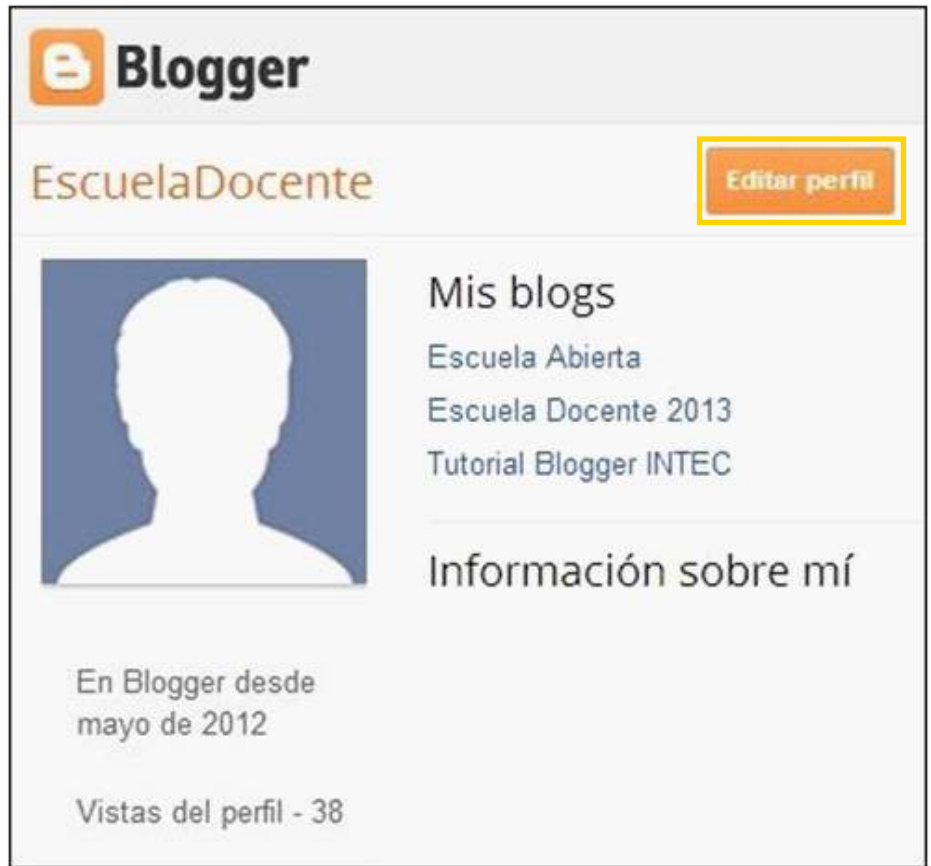 Blogger
EscuelaDocente
Editar perfil
Mis blogs
Escuela Abierta
Escuela Docente 2013
Tutorial Blogger INTEC
Información sobre mí
En Blogger desde
mayo de 2012
Vistas del perfil - 38